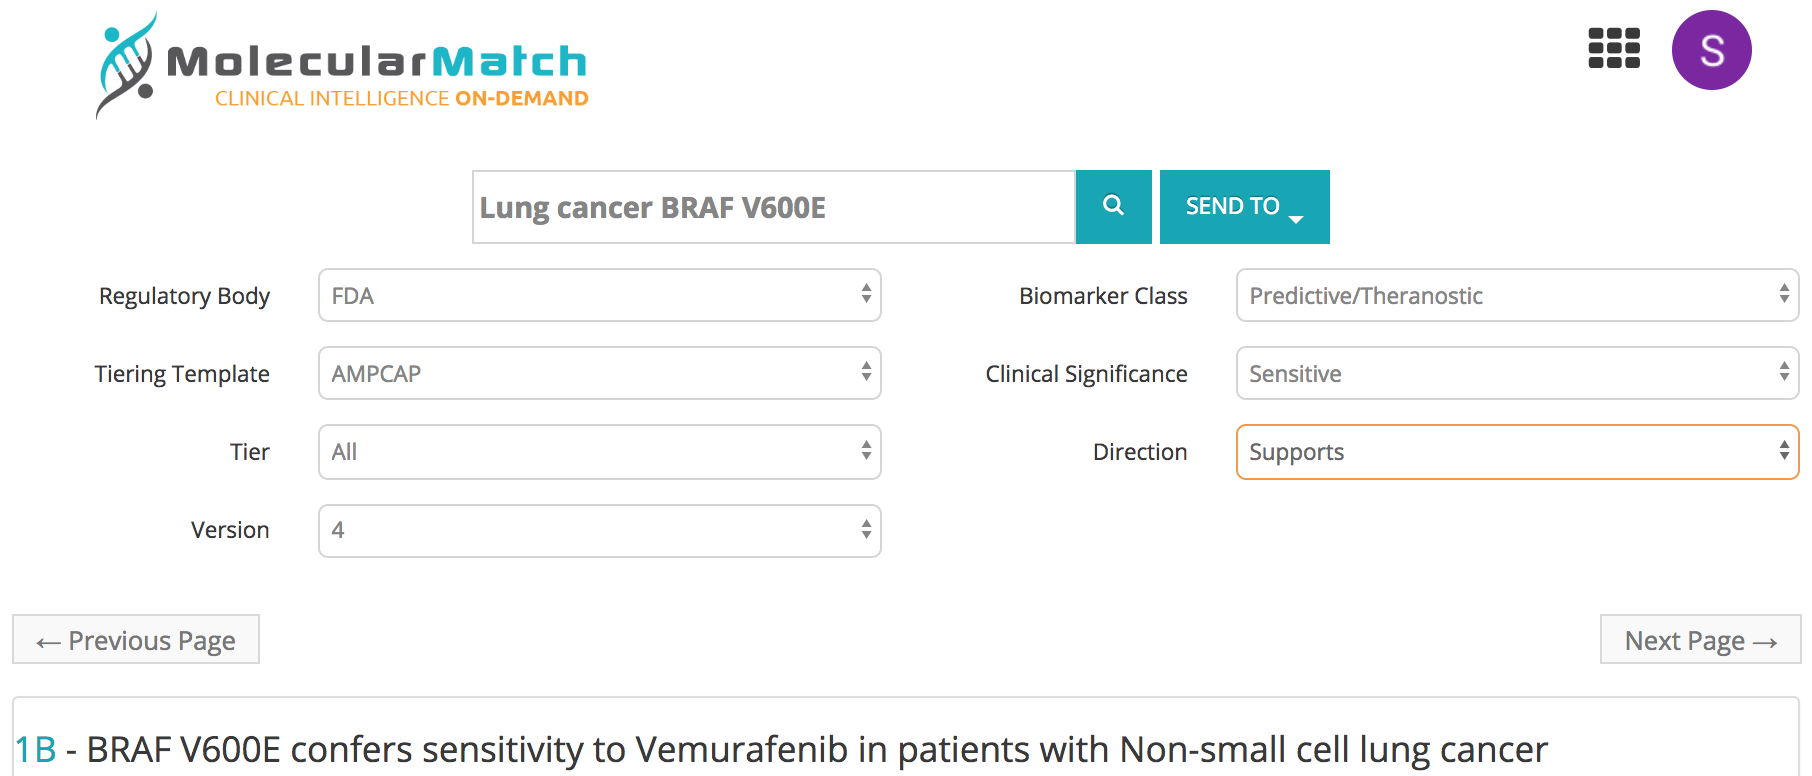 MolecularMatch
CLINICAL INTELLIGENCE ON-DEMAND
S
Lung cancer BRAF V600E
SEND TO
Regulatory Body FDA
Biomarker Class Predictive/Theranostic
Tiering Template AMPCAP
Clinical Significance Sensitive
Tier All
Direction Supports
Version 4
← Previous Page
Next Page →
1B - BRAF V600E confers sensitivity to Vemurafenib in patients with Non-small cell lung cancer